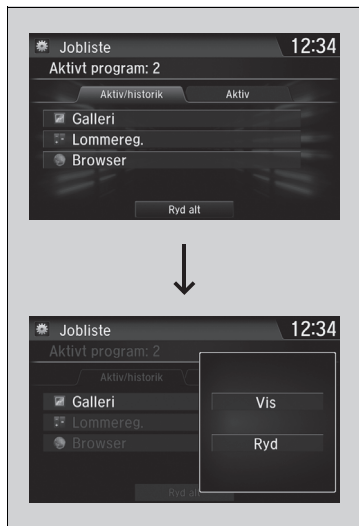 Jobliste 12:34
Aktivt program: 2
Aktiv/historik Aktiv
Galleri
Lommereg.
Browser
Ryd alt
Jobliste 12:34
Aktivt program: 2
Aktiv/historik
Galleri Vis
Lommereg.
Browser Ryd
Ryd alt